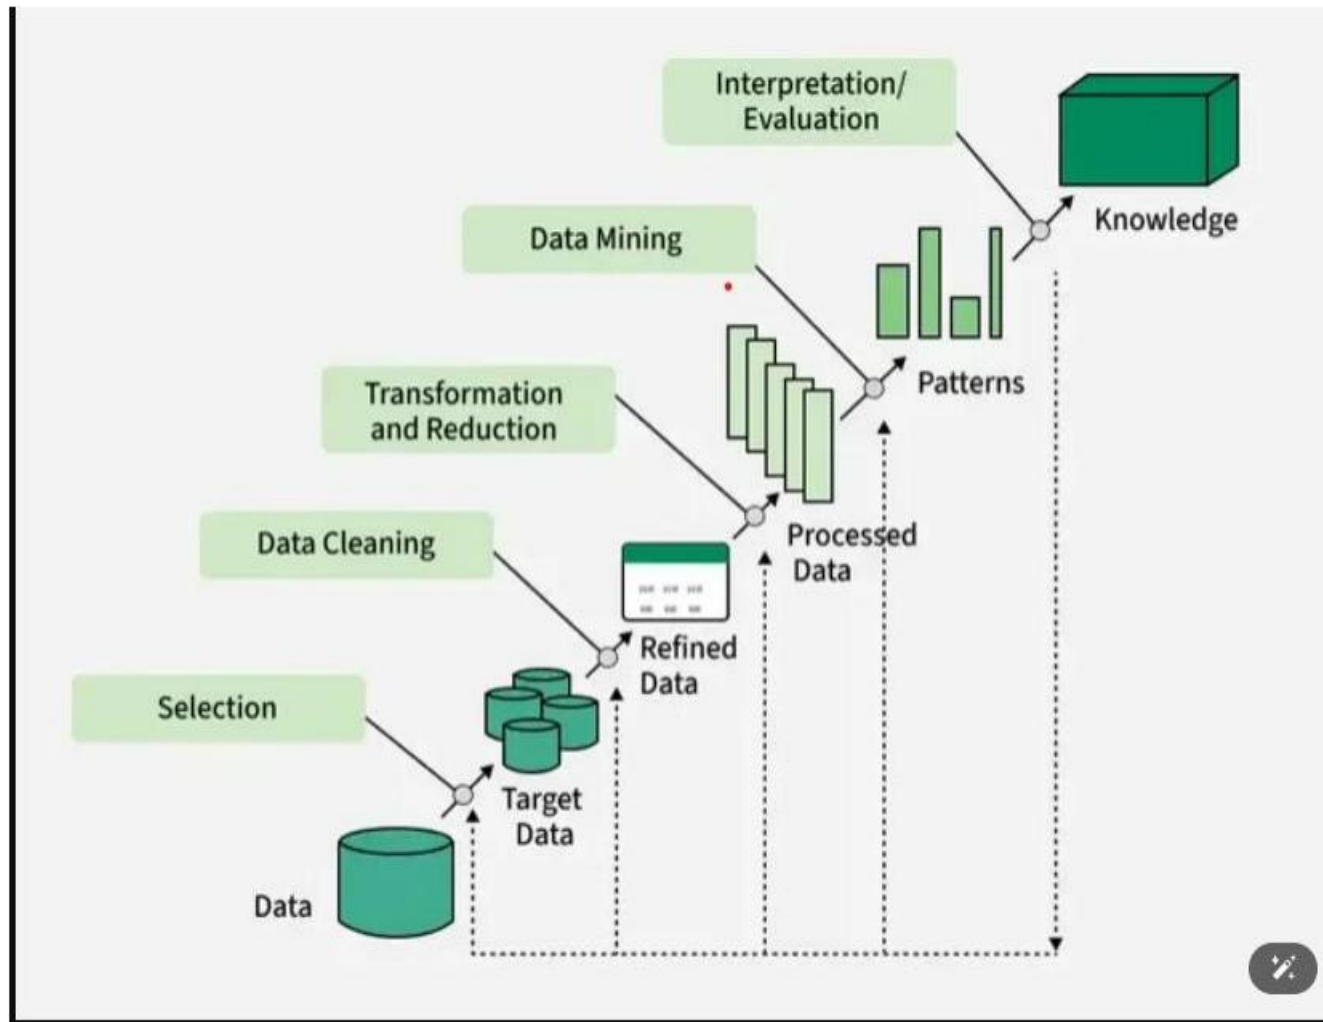 Interpretation/
Evaluation
Knowledge
Data Mining
Patterns
Transformation
and Reduction
Processed
Data
Data Cleaning
Refined
Data
Selection
Target
Data
Data